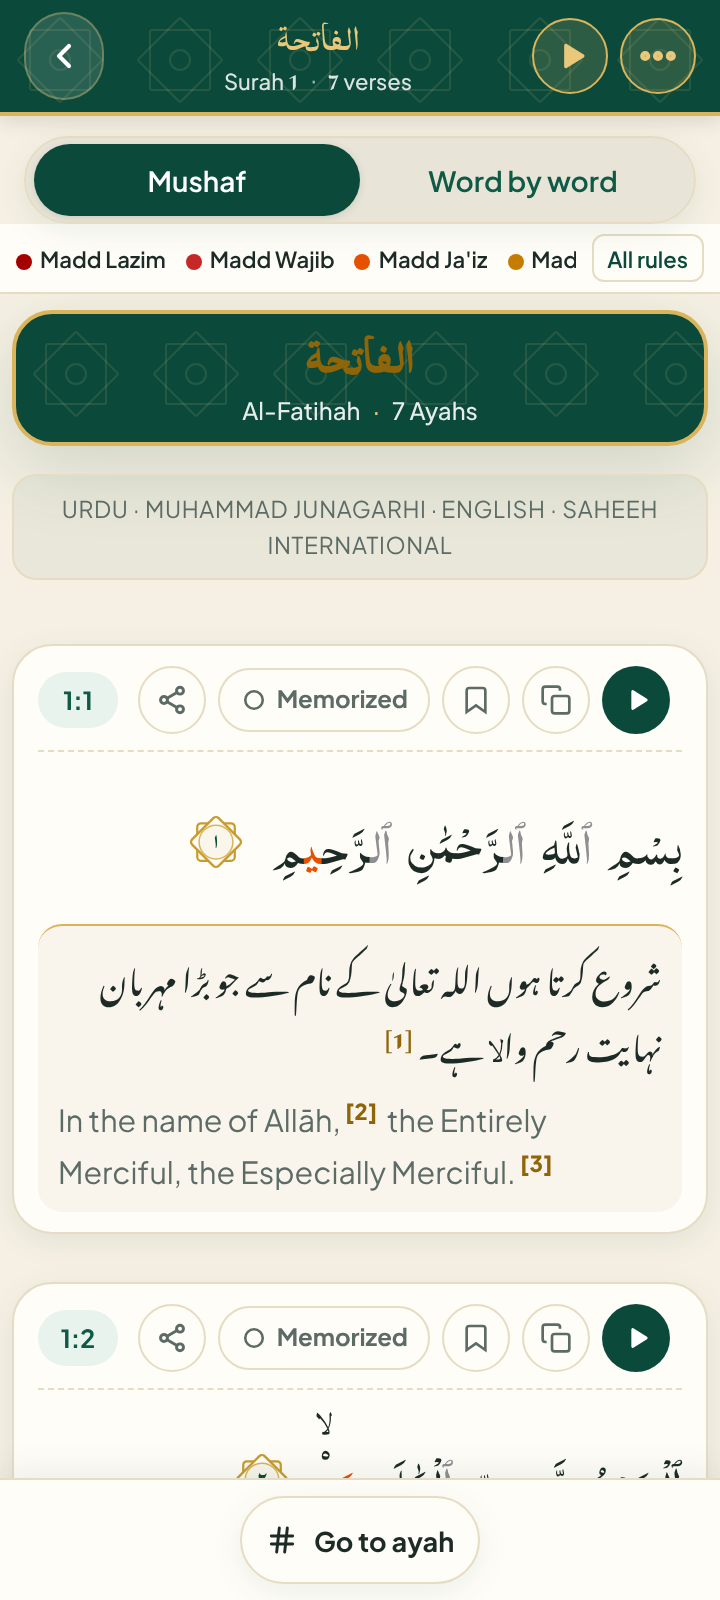 الفاتحة
Surah 1 · 7 verses
Mushaf
Word by word
Madd Lazim
Madd Wajib
Madd Ja'iz
Mad
All rules
الفاتحة
Al-Fatihah · 7 Ayahs
URDU · MUHAMMAD JUNAGARHI · ENGLISH · SAHEEH
INTERNATIONAL
1:1
Memorized
بِسْمِ ٱللَّهِ ٱلرَّحْمَٰنِ ٱلرَّحِيمِ ١
شروع کرتا ہوں اللہ تعالیٰ کے نام سے جو بڑا مہربان
نہایت رحم والا ہے۔ [1]
In the name of Allāh, [2] the Entirely
Merciful, the Especially Merciful. [3]
1:2
Memorized
# Go to ayah